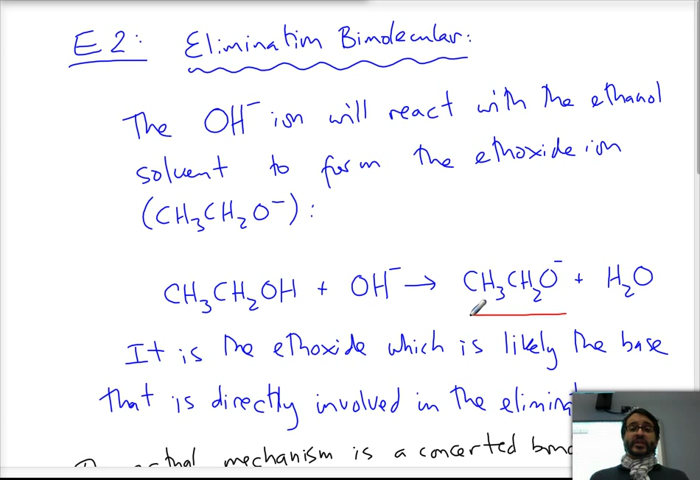 E2: Elimination Bimolecular:
The OH⁻ ion will react with the ethanol
solvent to form the ethoxide ion
(CH₃CH₂O⁻):
CH₃CH₂OH + OH⁻ → CH₃CH₂O⁻ + H₂O
It is the ethoxide which is likely the base
that is directly involved in the
mechanism is a concerted